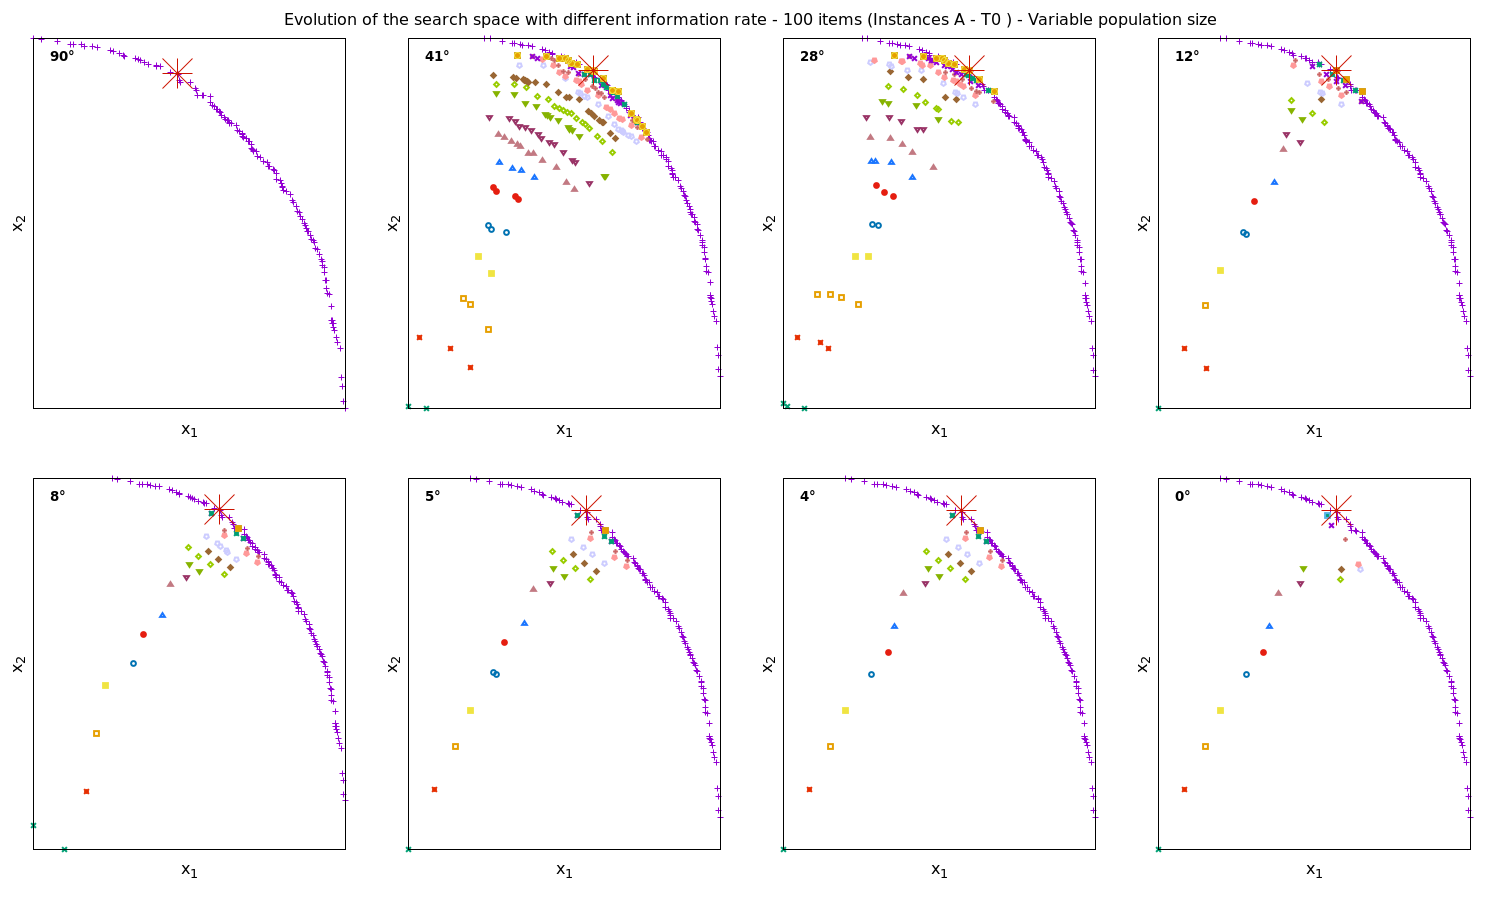 Evolution of the search space with different information rate - 100 items (Instances A - T0 ) - Variable population size
90°
41°
28°
12°
x2
x2
x2
x2
x1
x1
x1
x1
8°
5°
4°
0°
x2
x2
x2
x2
x1
x1
x1
x1